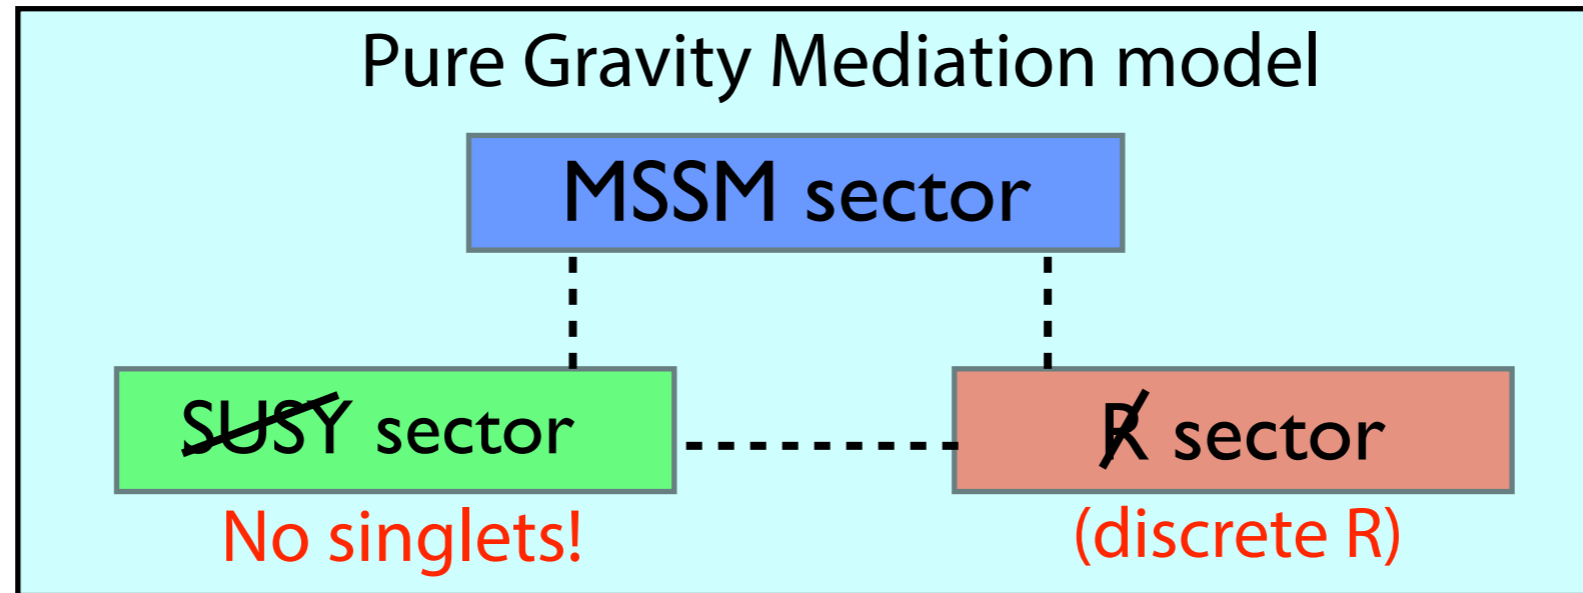 Pure Gravity Mediation model
MSSM sector
SUSY sector
R sector
No singlets!
(discrete R)